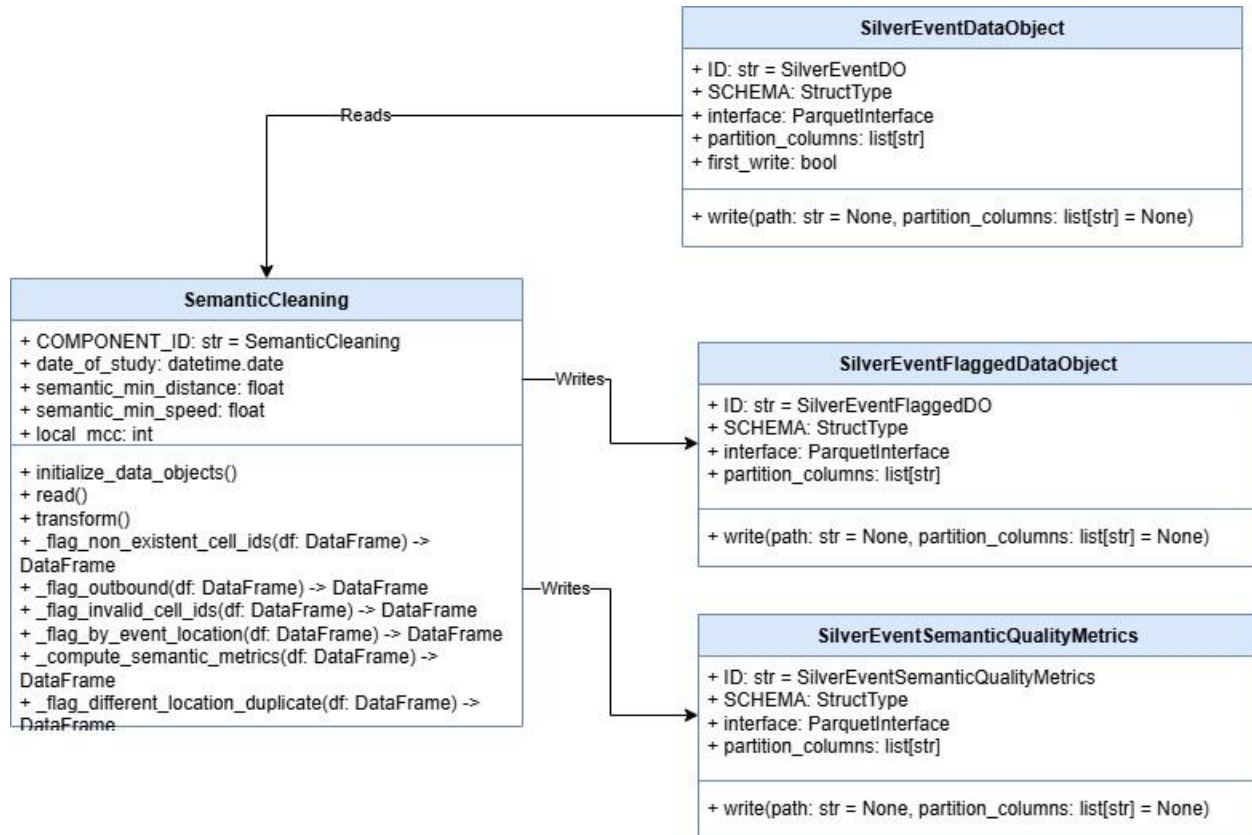 SilverEventDataObject
+ ID: str = SilverEventDO
+ SCHEMA: StructType
+ interface: ParquetInterface
+ partition_columns: list[str]
+ first_write: bool
+ write(path: str = None, partition_columns: list[str] = None)
Reads
SemanticCleaning
+ COMPONENT_ID: str = SemanticCleaning
+ date_of_study: datetime.date
+ semantic_min_distance: float
+ semantic_min_speed: float
+ local_mcc: int
+ initialize_data_objects()
+ read()
+ transform()
+ _flag_non_existent_cell_ids(df: DataFrame) ->
DataFrame
+ _flag_outbound(df: DataFrame) -> DataFrame
+ _flag_invalid_cell_ids(df: DataFrame) -> DataFrame
+ _flag_by_event_location(df: DataFrame) -> DataFrame
+ _compute_semantic_metrics(df: DataFrame) ->
DataFrame
+ _flag_different_location_duplicate(df: DataFrame) ->
DataFrame
Writes
SilverEventFlaggedDataObject
+ ID: str = SilverEventFlaggedDO
+ SCHEMA: StructType
+ interface: ParquetInterface
+ partition_columns: list[str]
+ write(path: str = None, partition_columns: list[str] = None)
Writes
SilverEventSemanticQualityMetrics
+ ID: str = SilverEventSemanticQualityMetrics
+ SCHEMA: StructType
+ interface: ParquetInterface
+ partition_columns: list[str]
+ write(path: str = None, partition_columns: list[str] = None)